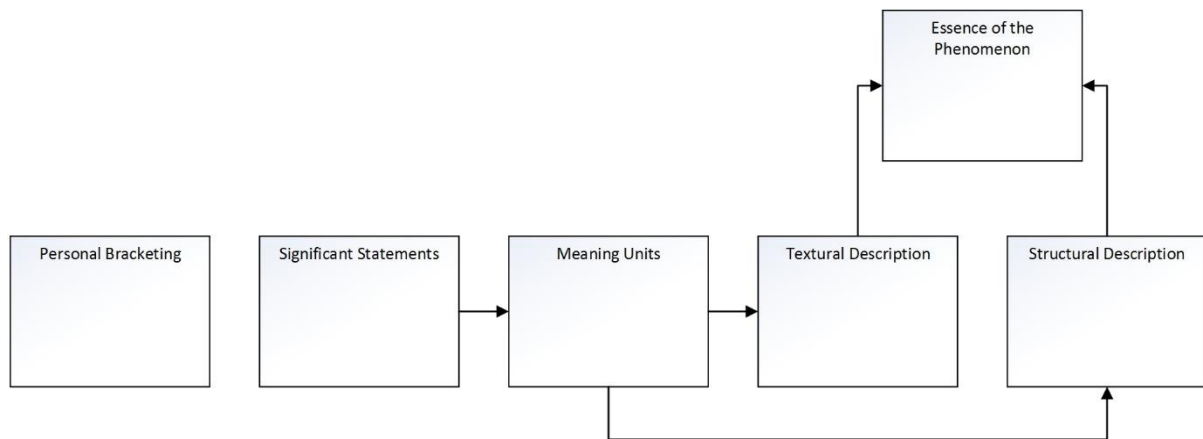 Essence of the
Phenomenon
Personal Bracketing
Significant Statements
Meaning Units
Textural Description
Structural Description